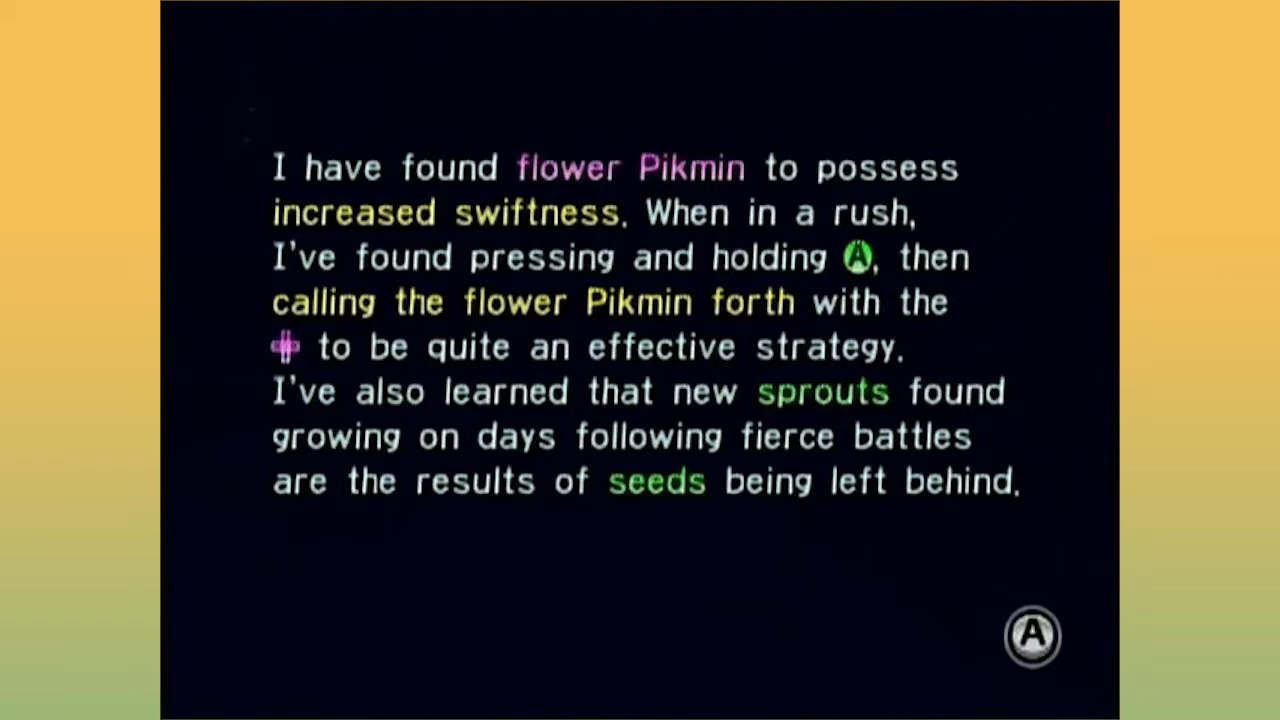 I have found flower Pikmin to possess
increased swiftness. When in a rush,
I've found pressing and holding A, then
calling the flower Pikmin forth with the
to be quite an effective strategy.
I've also learned that new sprouts found
growing on days following fierce battles
are the results of seeds being left behind.
A